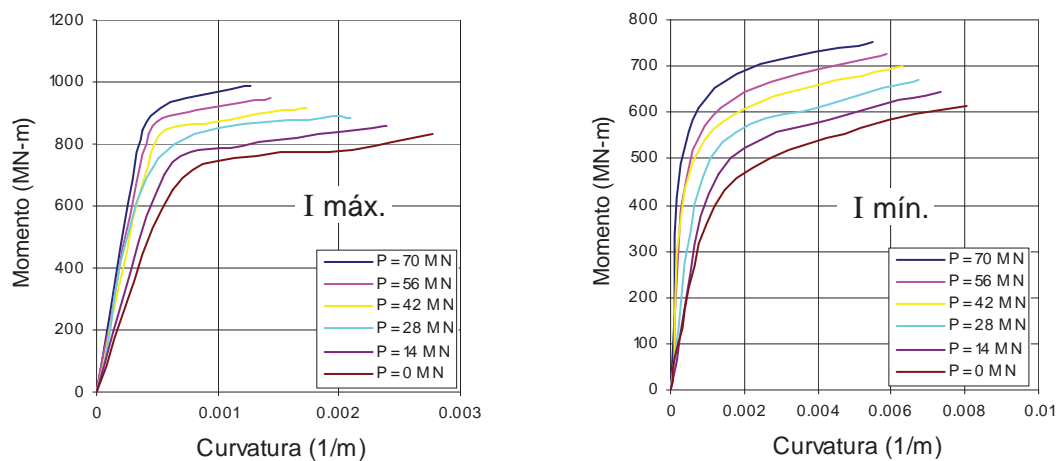 1200
1000
800
600
400
200
0
0
0.001
0.002
0.003
Momento (MN-m)
Curvatura (1/m)
I máx.
P = 70 MN
P = 56 MN
P = 42 MN
P = 28 MN
P = 14 MN
P = 0 MN
800
700
600
500
400
300
200
100
0
0
0.002
0.004
0.006
0.008
0.01
Momento (MN-m)
Curvatura (1/m)
I mín.
P = 70 MN
P = 56 MN
P = 42 MN
P = 28 MN
P = 14 MN
P = 0 MN